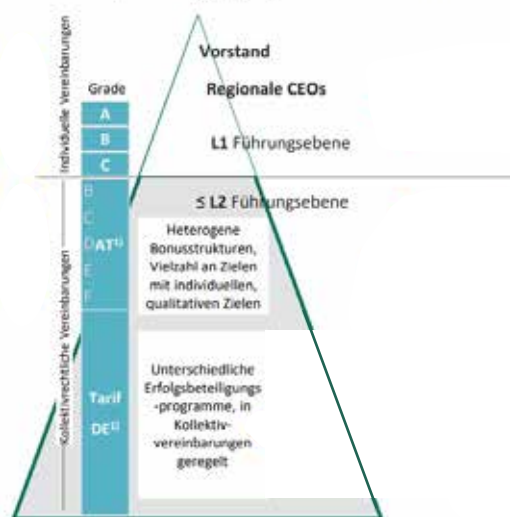 Individuelle Vereinbarungen
Vorstand
Grade
Regionale CEOs
A
B
L1 Führungsebene
C
Kollektivrechtliche Vereinbarungen
B
≤ L2 Führungsebene
C
D AT¹⁾
E
F
Heterogene
Bonusstrukturen,
Vielzahl an Zielen
mit individuellen,
qualitativen Zielen
Tarif
DE¹⁾
Unterschiedliche
Erfolgsbeteiligungs
-programme, in
Kollektiv-
vereinbarungen
geregelt